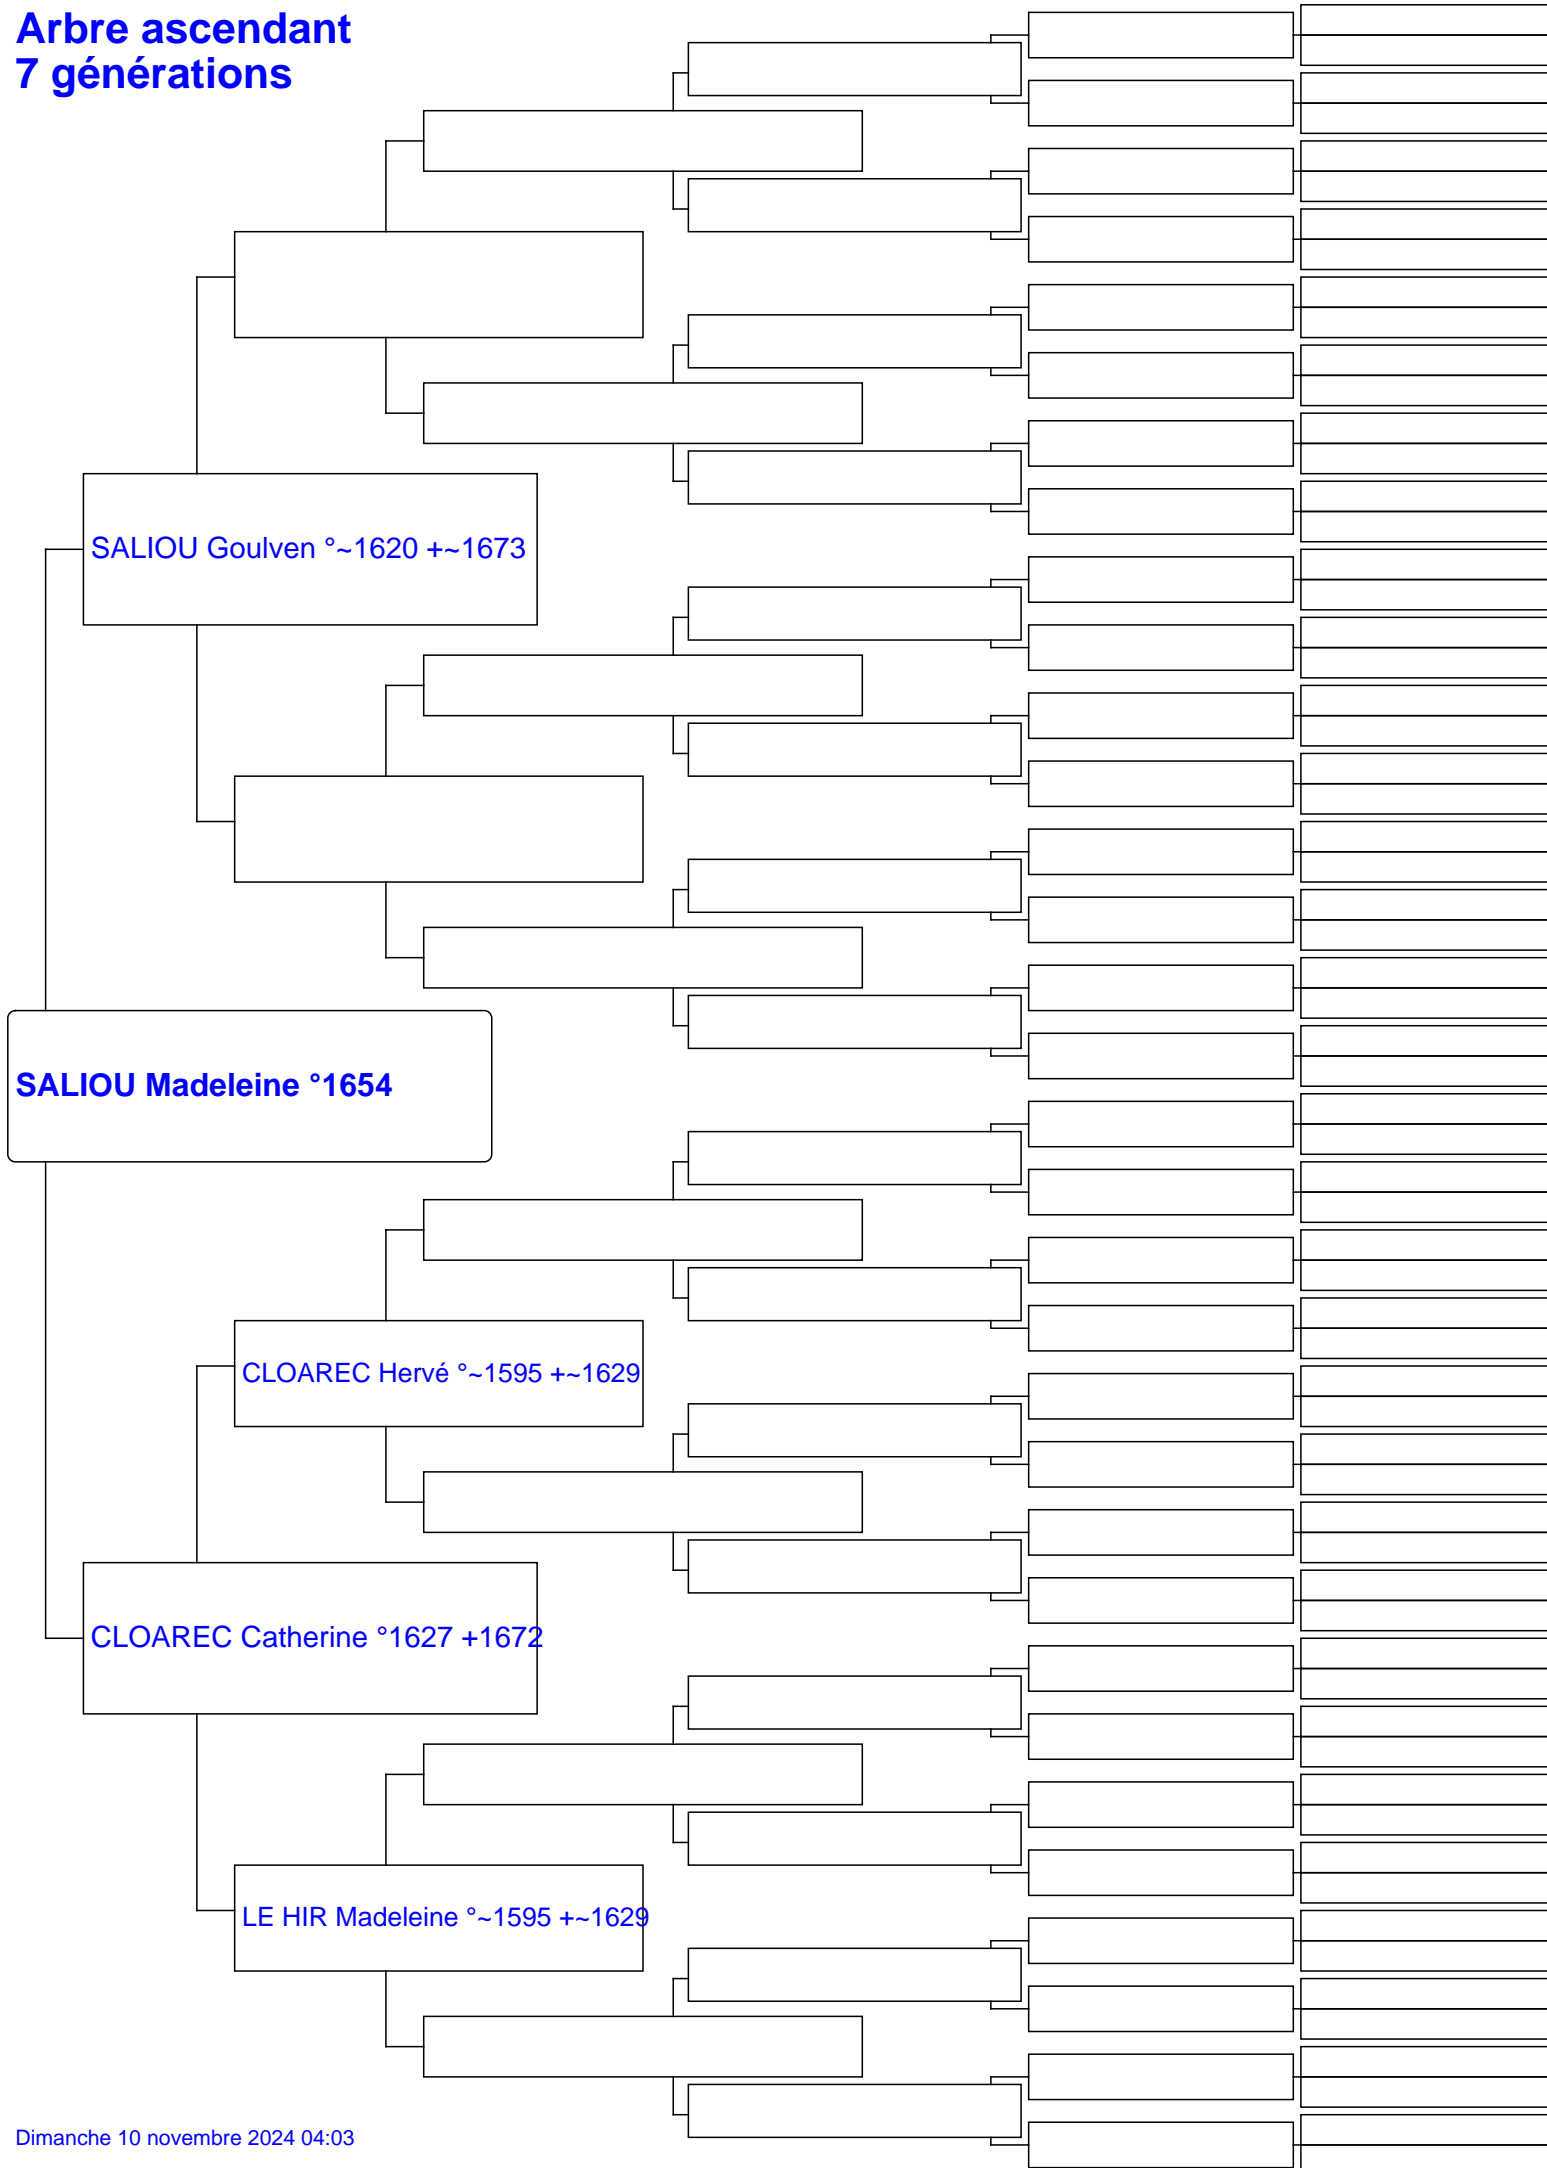 Arbre ascendant
7 générations
SALIOU Goulven °~1620 +~1673
SALIOU Madeleine °1654
CLOAREC Hervé °~1595 +~1629
CLOAREC Catherine °1627 +1672
LE HIR Madeleine °~1595 +~1629
Dimanche 10 novembre 2024 04:03